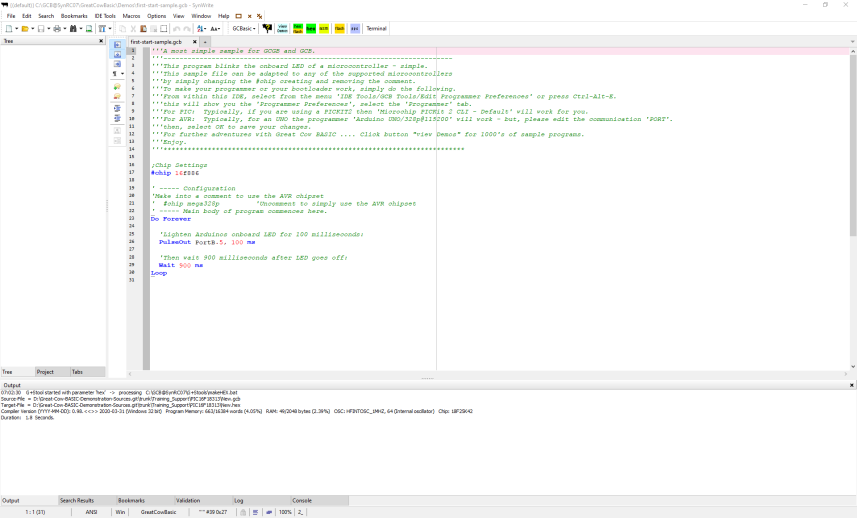 ((default)) C:\GCB@SynRC07\GreatCowBasic\Demos\first-start-sample.gcb - SynWrite
File Edit Search Bookmarks IDE Tools Macros Options View Window Help
GCBasic
view Demos
hex flash
hex
ASM
flash
Terminal
Tree
first-start-sample.gcb
1 '''A most simple sample for GCGB and GCB.
2 '''------------------------------------------------------------------------
3 '''This program blinks the onboard LED of a microcontroller - simple.
4 '''This sample file can be adapted to any of the supported microcontrollers
5 '''by simply changing the #chip creating and removing the comment.
6 '''To make your programmer or your bootloader work, simply do the following.
7 '''From within this IDE, select from the menu 'IDE Tools/GCB Tools/Edit Programmer Preferences' or press Ctrl-Alt-E.
8 '''this will show you the 'Programmer Preferences', select the 'Programmer' tab.
9 '''For PIC: Typically, if you are using a PICKIT2 then 'Microchip PICKIT 2 CLI - Default' will work for you.
10 '''For AVR: Typically, for an UNO the programmer 'Arduino UNO/328p@115200' will work - but, please edit the communication 'PORT'.
11 '''then, select OK to save your changes.
12 '''For further adventures with Great Cow BASIC .... Click button "view Demos" for 1000's of sample programs.
13 '''Enjoy.
14 '''***************************************************************************
15
16 ;Chip Settings
17 #chip 16f886
18
19 ' ----- Configuration
20 'Make into a comment to use the AVR chipset
21 ' #chip mega328p 'Uncomment to simply use the AVR chipset
22 ' ----- Main body of program commences here.
23 Do Forever
24
25 'Lighten Arduinos onboard LED for 100 milliseconds:
26 PulseOut PortB.5, 100 ms
27
28 'Then wait 900 milliseconds after LED goes off:
29 Wait 900 ms
30 Loop
31
Tree Project Tabs
Output
07:02:30 G+Stool started with parameter 'hex' -> processing C:\GCB@SynRC07\G+Stools\makeHEX.bat
Source-File = D:\Great-Cow-BASIC-Demonstration-Sources.git\trunk\Training_Support\PIC16F18313\New.gcb
Target-File = D:\Great-Cow-BASIC-Demonstration-Sources.git\trunk\Training_Support\PIC16F18313\New.hex
Compiler Version (YYYY-MM-DD): 0.98.<<>> 2020-03-31 (Windows 32 bit) Program Memory: 663/16384 words (4.05%) RAM: 49/2048 bytes (2.39%) OSC: HFINTOSC_1MHZ, 64 (Internal oscillator) Chip: 18F25K42
Duration: 1.8 Seconds.
Output Search Results Bookmarks Validation Log Console
1 : 1 (31) ANSI Win GreatCowBasic "'" #39 0x27 100% 2_